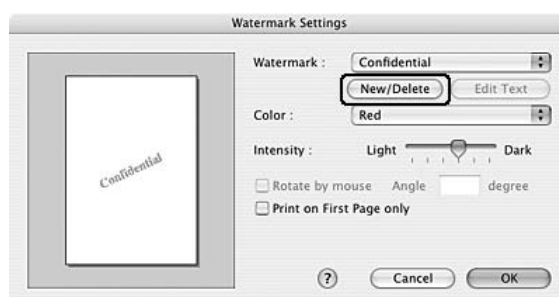 Watermark Settings
Watermark : Confidential
New/Delete Edit Text
Color : Red
Intensity : Light Dark
Confidential
Rotate by mouse Angle degree
Print on First Page only
? Cancel OK